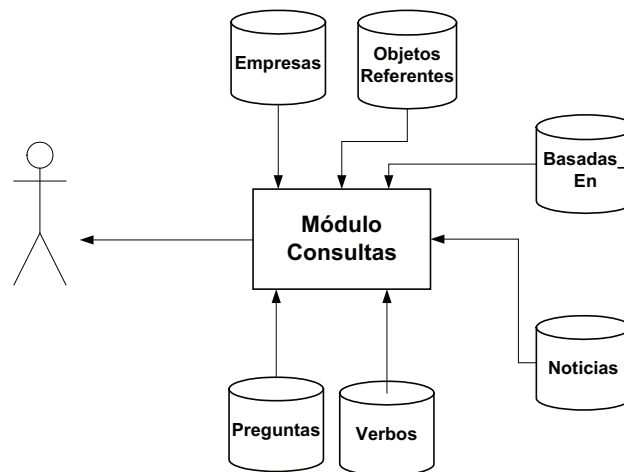 Empresas
Objetos
Referentes
Basadas_
En
Módulo
Consultas
Noticias
Preguntas
Verbos